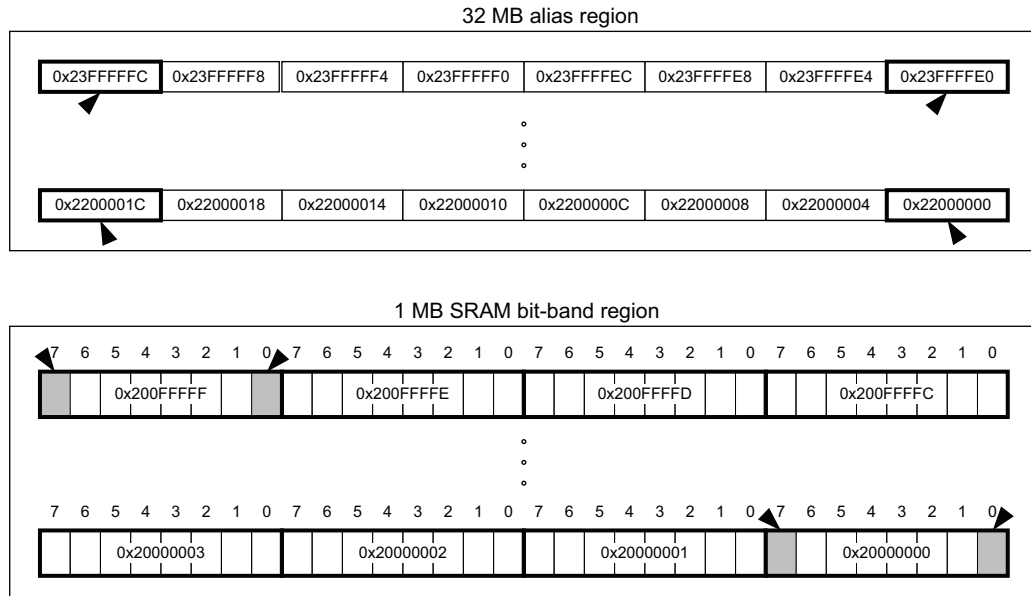 32 MB alias region
0x23FFFFFC 0x23FFFFF8 0x23FFFFF4 0x23FFFFF0 0x23FFFFEC 0x23FFFFE8 0x23FFFFE4 0x23FFFFE0
0x2200001C 0x22000018 0x22000014 0x22000010 0x2200000C 0x22000008 0x22000004 0x22000000
1 MB SRAM bit-band region
7 6 5 4 3 2 1 0 7 6 5 4 3 2 1 0 7 6 5 4 3 2 1 0 7 6 5 4 3 2 1 0
0x200FFFFF 0x200FFFFE 0x200FFFFD 0x200FFFFC
7 6 5 4 3 2 1 0 7 6 5 4 3 2 1 0 7 6 5 4 3 2 1 0 7 6 5 4 3 2 1 0
0x20000003 0x20000002 0x20000001 0x20000000